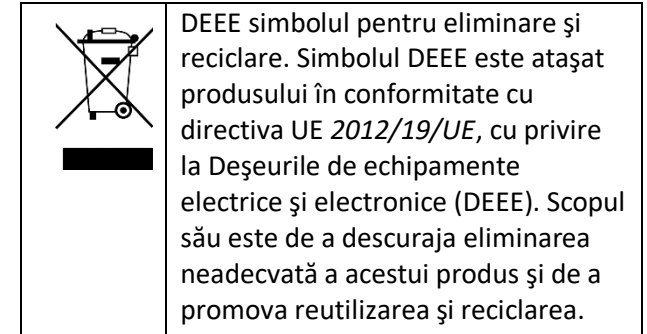 DEEE simbolul pentru eliminare şi
reciclare. Simbolul DEEE este ataşat
produsului în conformitate cu
directiva UE 2012/19/UE, cu privire
la Deşeurile de echipamente
electrice şi electronice (DEEE). Scopul
său este de a descuraja eliminarea
neadecvată a acestui produs şi de a
promova reutilizarea şi reciclarea.